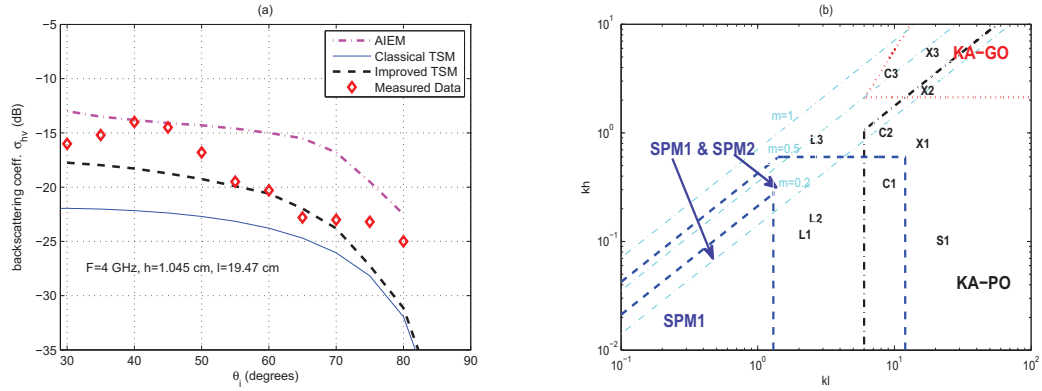 (a)
backscattering coeff. σhv (dB)
−5
−10
−15
−20
−25
−30
−35
30
40
50
60
70
80
90
θi (degrees)
AIEM
Classical TSM
Improved TSM
Measured Data
F=4 GHz, h=1.045 cm, l=19.47 cm
(b)
kh
10^1
10^0
10^−1
10^−2
10^−1
10^0
10^1
10^2
kl
X3
KA−GO
C3
X2
m=1
L3
C2
X1
m=0.5
SPM1 & SPM2
m=0.2
C1
L2
L1
S1
KA−PO
SPM1